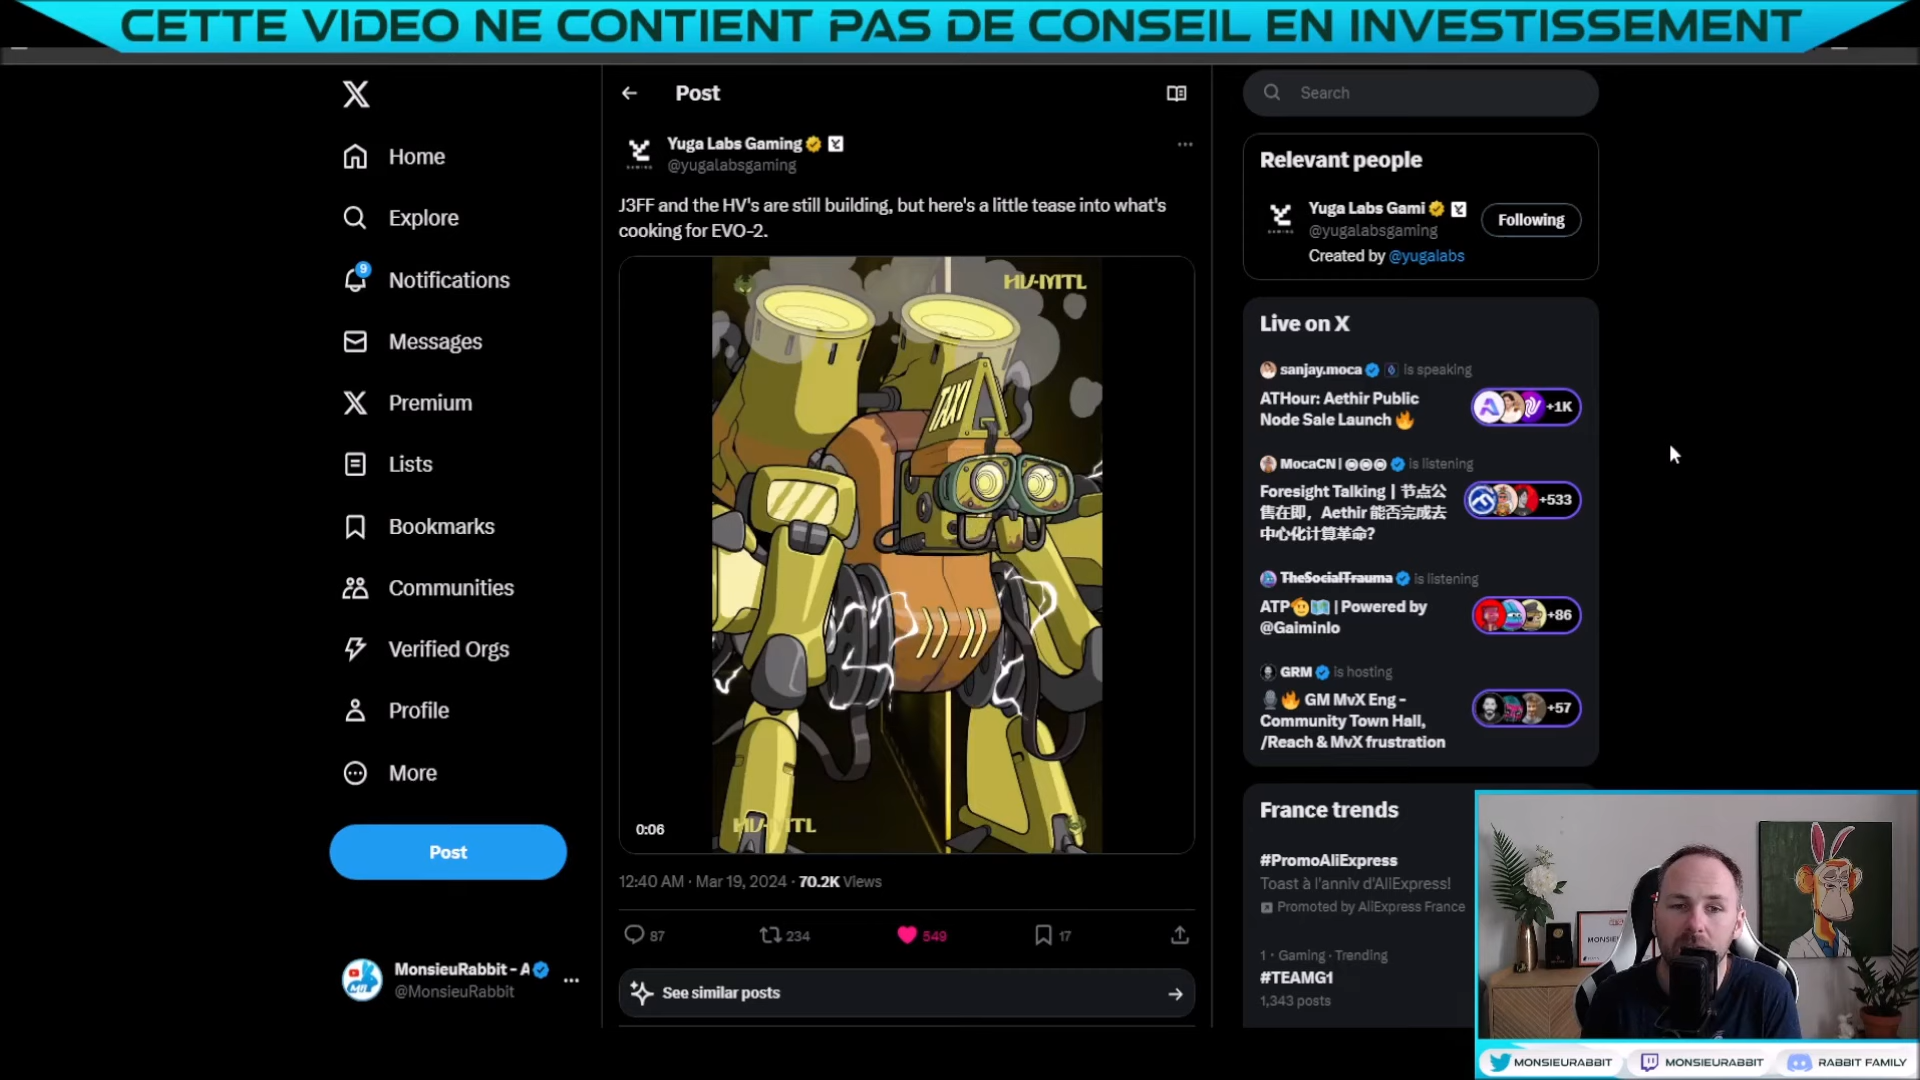 CETTE VIDEO NE CONTIENT PAS DE CONSEIL EN INVESTISSEMENT
Home
Explore
9
Notifications
Messages
Premium
Lists
Bookmarks
Communities
Verified Orgs
Profile
More
Post
MonsieuRabbit - A
@MonsieuRabbit
Post
Yuga Labs Gaming
@yugalabsgaming
J3FF and the HV's are still building, but here's a little tease into what's
cooking for EVO-2.
HV-MTL
TAXI
HV-MTL
0:06
12:40 AM · Mar 19, 2024 · 70.2K Views
87
234
549
17
See similar posts
Search
Relevant people
Yuga Labs Gami
@yugalabsgaming
Following
Created by @yugalabs
Live on X
sanjay.moca is speaking
ATHour: Aethir Public
Node Sale Launch
+1K
MocaCN | is listening
Foresight Talking | 节点公
售在即，Aethir 能否完成去
中心化计算革命？
+533
TheSocialTrauma is listening
ATP | Powered by
@GaiminIo
+86
GRM is hosting
GM MvX Eng -
Community Town Hall,
/Reach & MvX frustration
+57
France trends
#PromoAliExpress
Toast à l'anniv d'AliExpress!
Promoted by AliExpress France
1 · Gaming · Trending
#TEAMG1
1,343 posts
MONSIEURABBIT
MONSIEURABBIT
RABBIT FAMILY